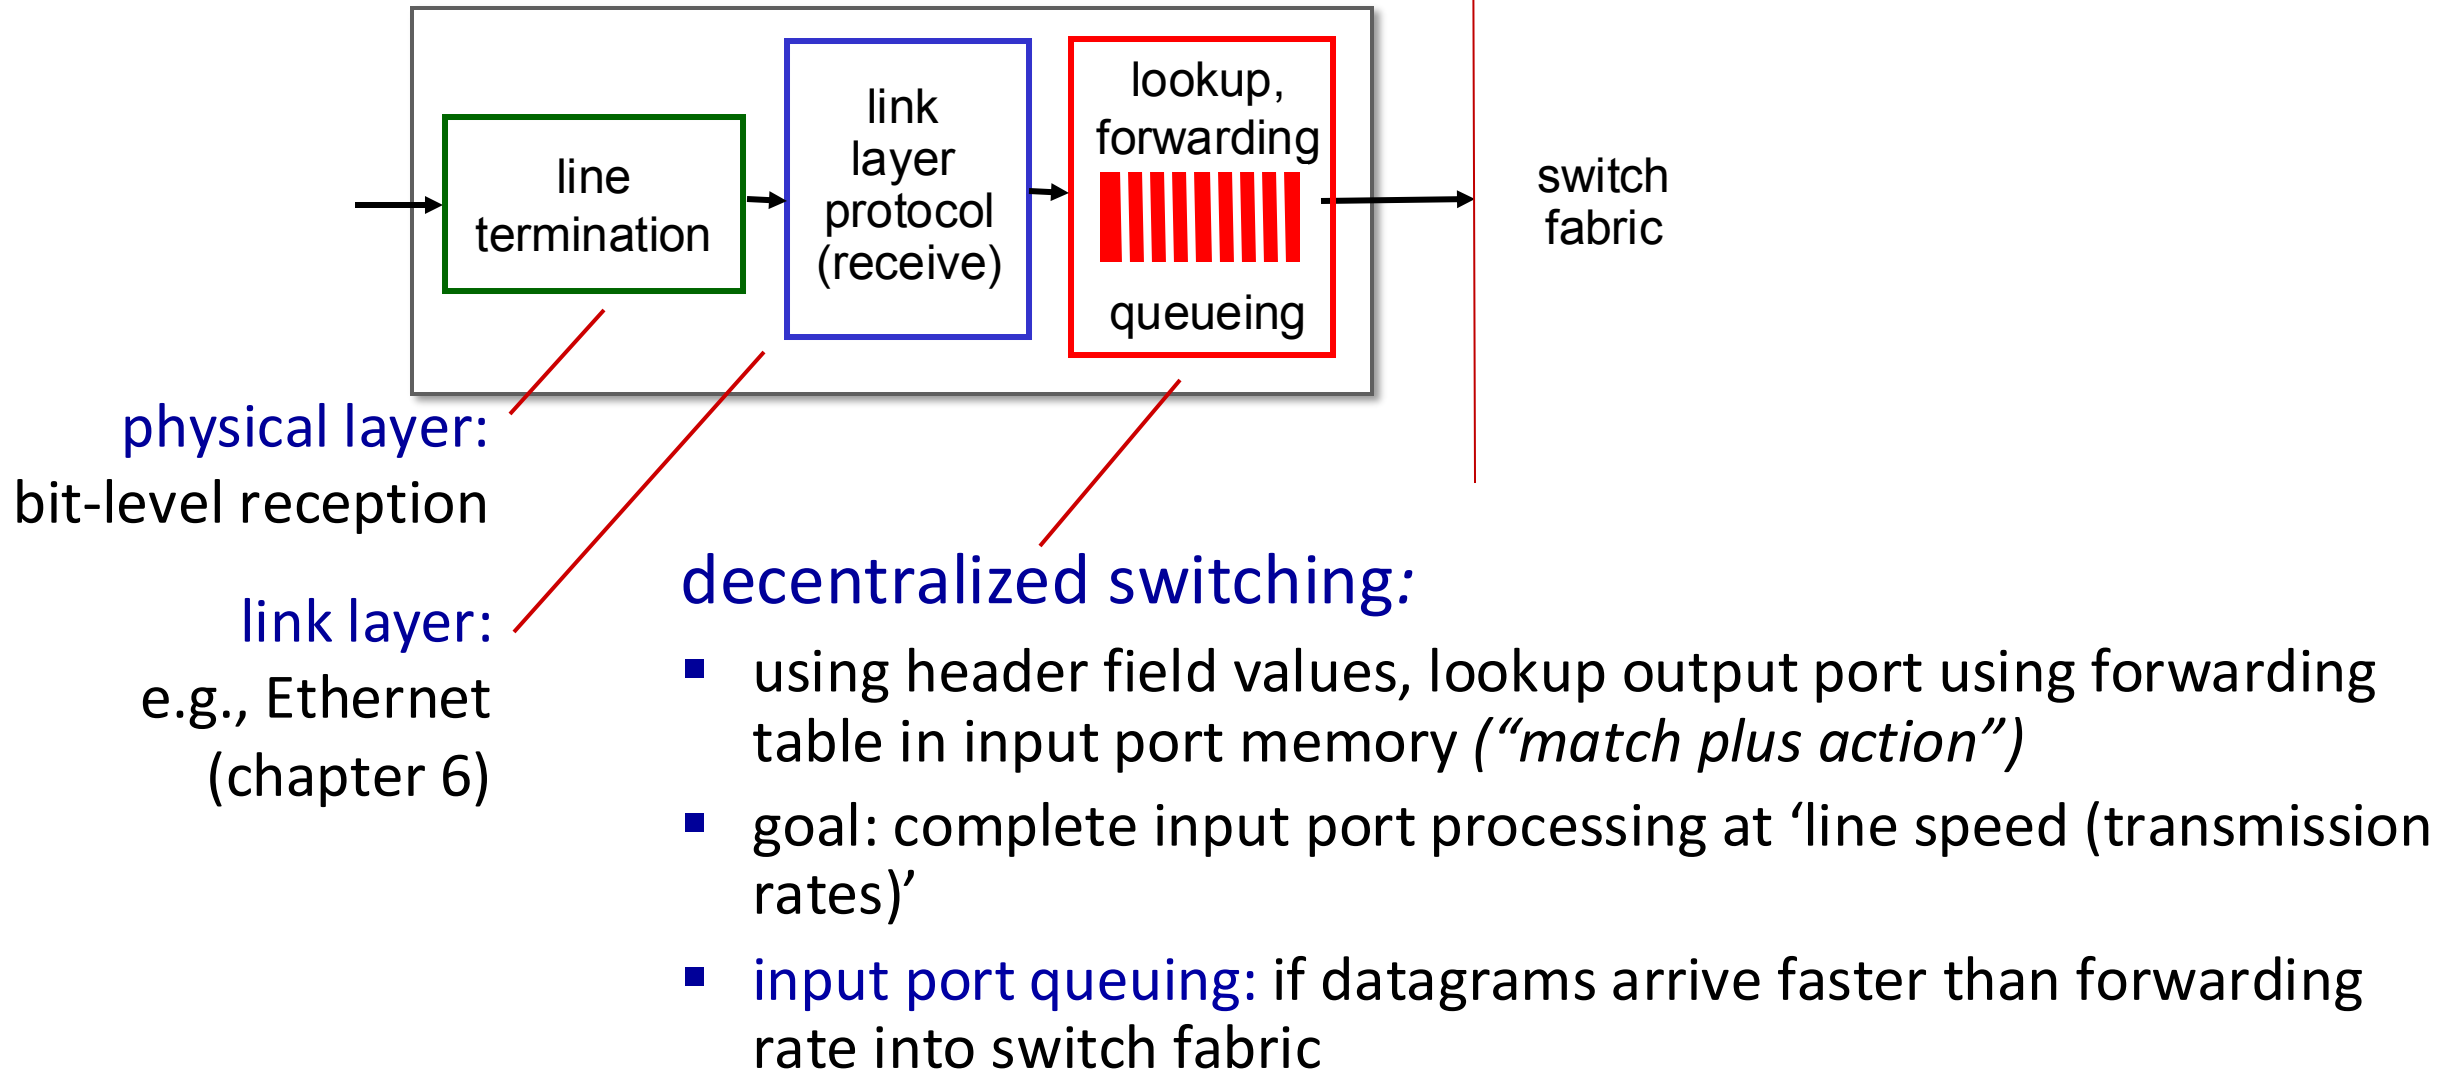 line
termination
link
layer
protocol
(receive)
lookup,
forwarding
queueing
switch
fabric
physical layer:
bit-level reception
link layer:
e.g., Ethernet
(chapter 6)
decentralized switching:
▪ using header field values, lookup output port using forwarding
table in input port memory (“match plus action”)
▪ goal: complete input port processing at ‘line speed (transmission
rates)’
▪ input port queuing: if datagrams arrive faster than forwarding
rate into switch fabric